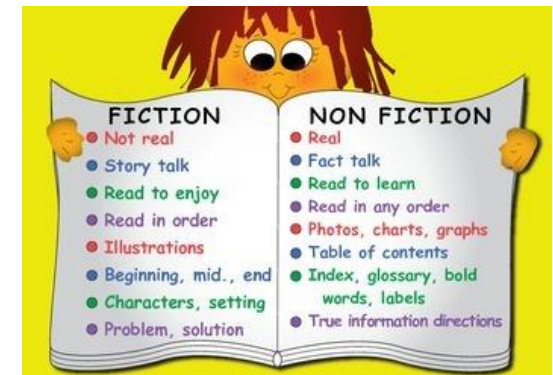 FICTION
Not real
Story talk
Read to enjoy
Read in order
Illustrations
Beginning, mid., end
Characters, setting
Problem, solution
NON FICTION
Real
Fact talk
Read to learn
Read in any order
Photos, charts, graphs
Table of contents
Index, glossary, bold
words, labels
True information directions